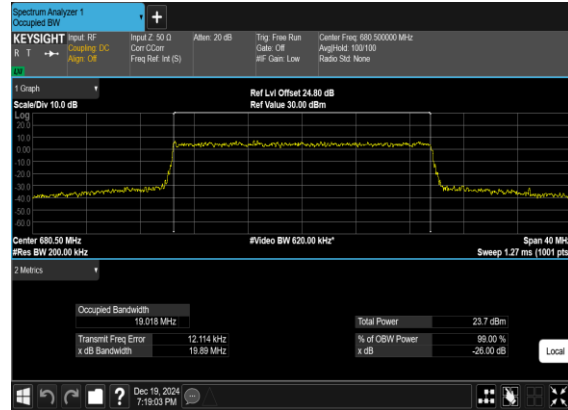 Spectrum Analyzer 1
Occupied BW
+
KEYSIGHT
R T
LXI
Input: RF
Coupling: DC
Align: Off
Input Z: 50 Ω
Corr CCorr
Freq Ref: Int (S)
Atten: 20 dB
Trig: Free Run
Gate: Off
#IF Gain: Low
Center Freq: 680.500000 MHz
Avg|Hold: 100/100
Radio Std: None
1 Graph
Scale/Div 10.0 dB
Ref Lvl Offset 24.80 dB
Ref Value 30.00 dBm
Log
20.0
10.0
0.00
-10.0
-20.0
-30.0
-40.0
-50.0
-60.0
Center 680.50 MHz
#Res BW 200.00 kHz
#Video BW 620.00 kHz*
Span 40 MHz
Sweep 1.27 ms (1001 pts)
2 Metrics
Occupied Bandwidth
19.018 MHz
Transmit Freq Error 12.114 kHz
x dB Bandwidth 19.89 MHz
Total Power 23.7 dBm
% of OBW Power 99.00 %
x dB -26.00 dB
Local
?
Dec 19, 2024
7:19:03 PM